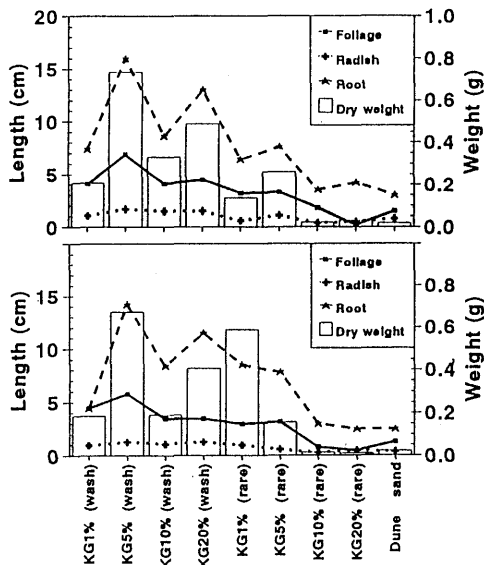 20
15
10
5
0
Length (cm)
1.0
0.8
0.6
0.4
0.2
0.0
Weight (g)
Foliage
Radish
Root
Dry weight
15
10
5
0
Length (cm)
0.8
0.6
0.4
0.2
0.0
Weight (g)
Foliage
Radish
Root
Dry weight
KG1% (wash)
KG5% (wash)
KG10% (wash)
KG20% (wash)
KG1% (rare)
KG5% (rare)
KG10% (rare)
KG20% (rare)
Dune sand